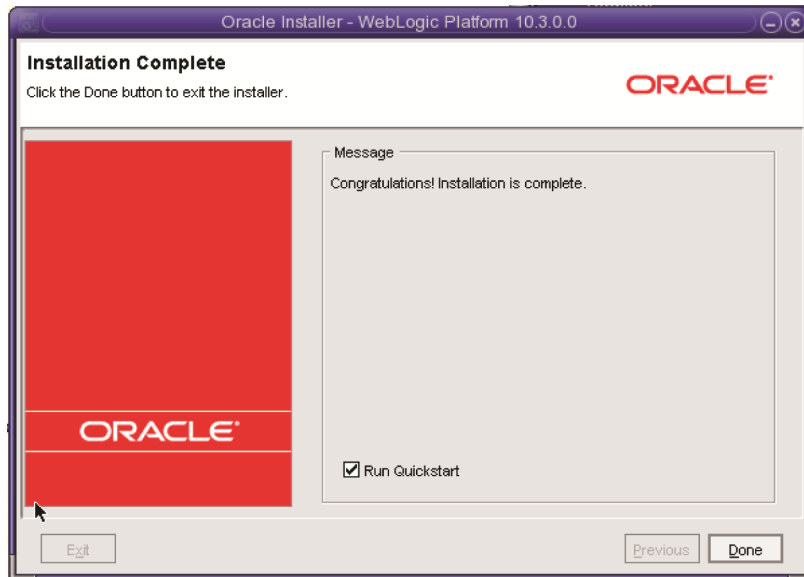 Oracle Installer - WebLogic Platform 10.3.0.0
Installation Complete
Click the Done button to exit the installer.
ORACLE
Message
Congratulations! Installation is complete.
ORACLE
Run Quickstart
Exit
Previous
Done